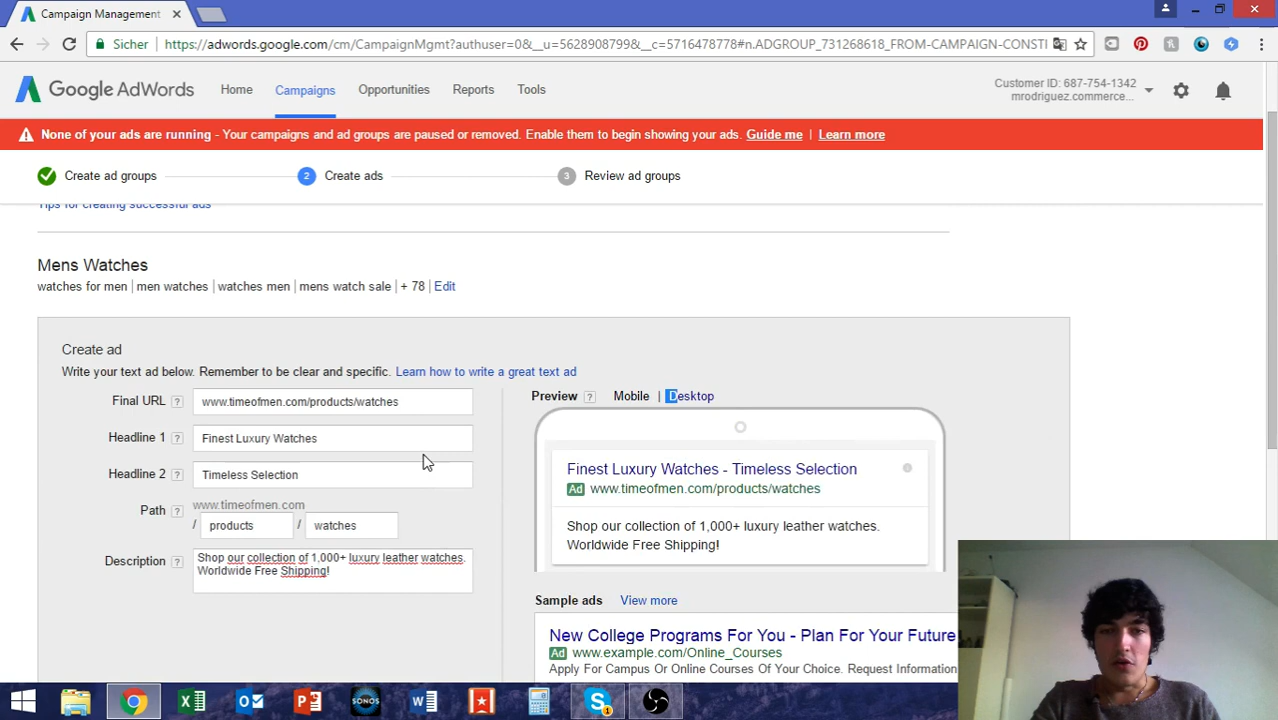 Campaign Management
Sicher
https://adwords.google.com/cm/CampaignMgmt?authuser=0&__u=5628908799&__c=5716478778#n.ADGROUP_731268618_FROM-CAMPAIGN-CONSTI
Google AdWords
Home
Campaigns
Opportunities
Reports
Tools
Customer ID: 687-754-1342
mrodriguez.commerce...
None of your ads are running - Your campaigns and ad groups are paused or removed. Enable them to begin showing your ads. Guide me | Learn more
Create ad groups
2 Create ads
3 Review ad groups
Tips for creating successful ads
Mens Watches
watches for men | men watches | watches men | mens watch sale | + 78 | Edit
Create ad
Write your text ad below. Remember to be clear and specific. Learn how to write a great text ad
Final URL ? www.timeofmen.com/products/watches
Headline 1 ? Finest Luxury Watches
Headline 2 ? Timeless Selection
Path ? www.timeofmen.com
/ products / watches
Description ? Shop our collection of 1,000+ luxury leather watches.
Worldwide Free Shipping!
Preview ? Mobile | Desktop
Finest Luxury Watches - Timeless Selection
Ad www.timeofmen.com/products/watches
Shop our collection of 1,000+ luxury leather watches.
Worldwide Free Shipping!
Sample ads View more
New College Programs For You - Plan For Your Future
Ad www.example.com/Online_Courses
Apply For Campus Or Online Courses Of Your Choice. Request Information
SONOS